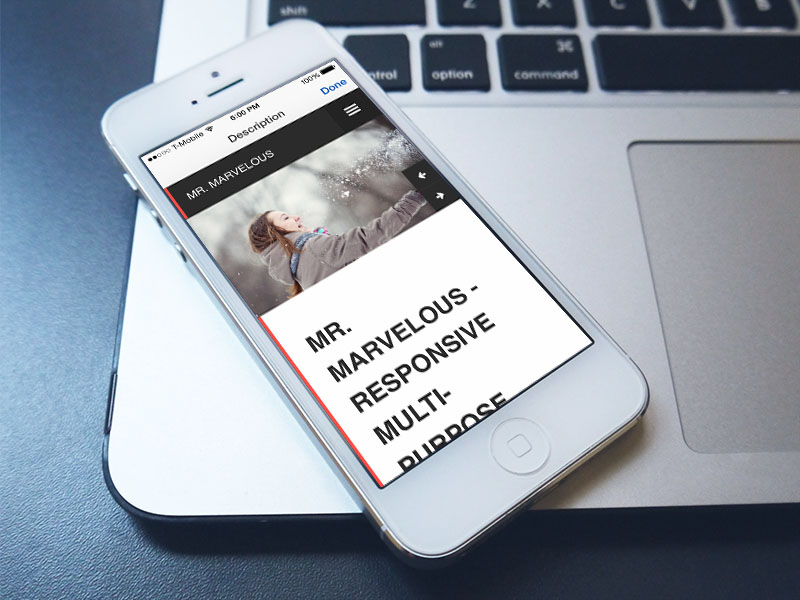 shift Z X C V B
control alt option ⌘ command
●●○○○ T-Mobile 6:00 PM 100%
Description Done
MR. MARVELOUS
MR.
MARVELOUS -
RESPONSIVE
MULTI-
PURPOSE